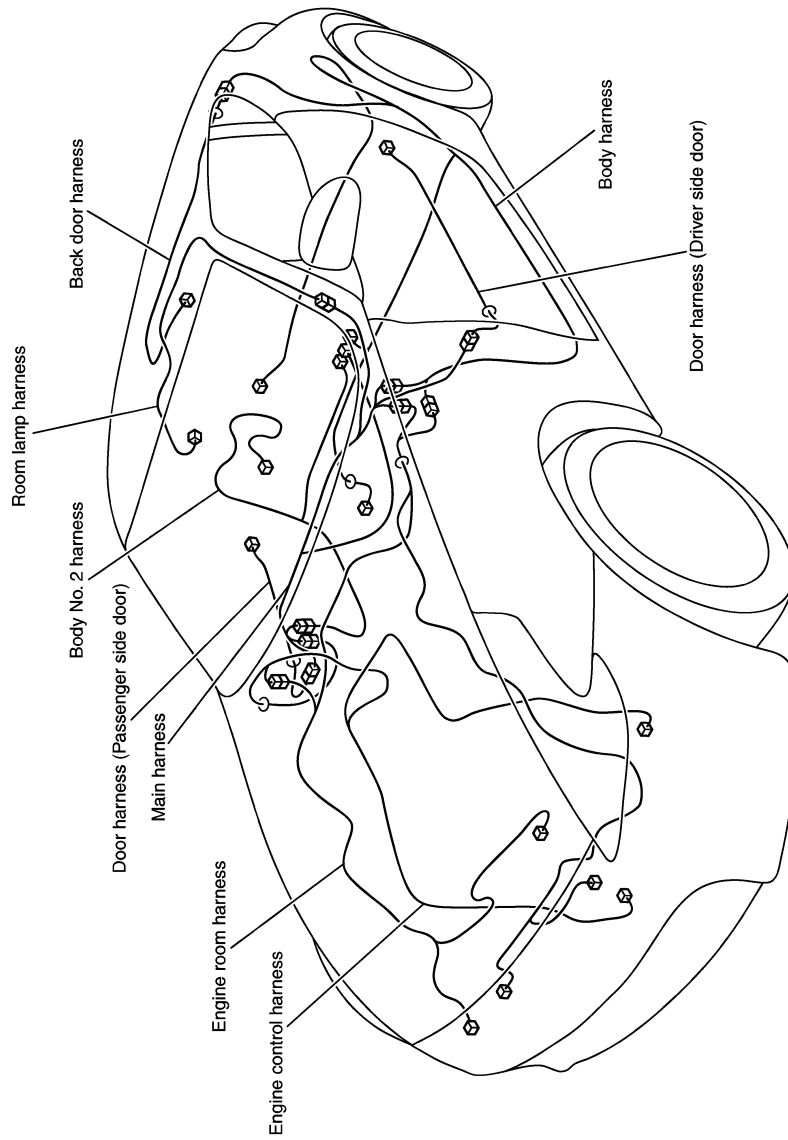 Room lamp harness
Body No. 2 harness
Back door harness
Door harness (Passenger side door)
Main harness
Engine room harness
Engine control harness
Body harness
Door harness (Driver side door)